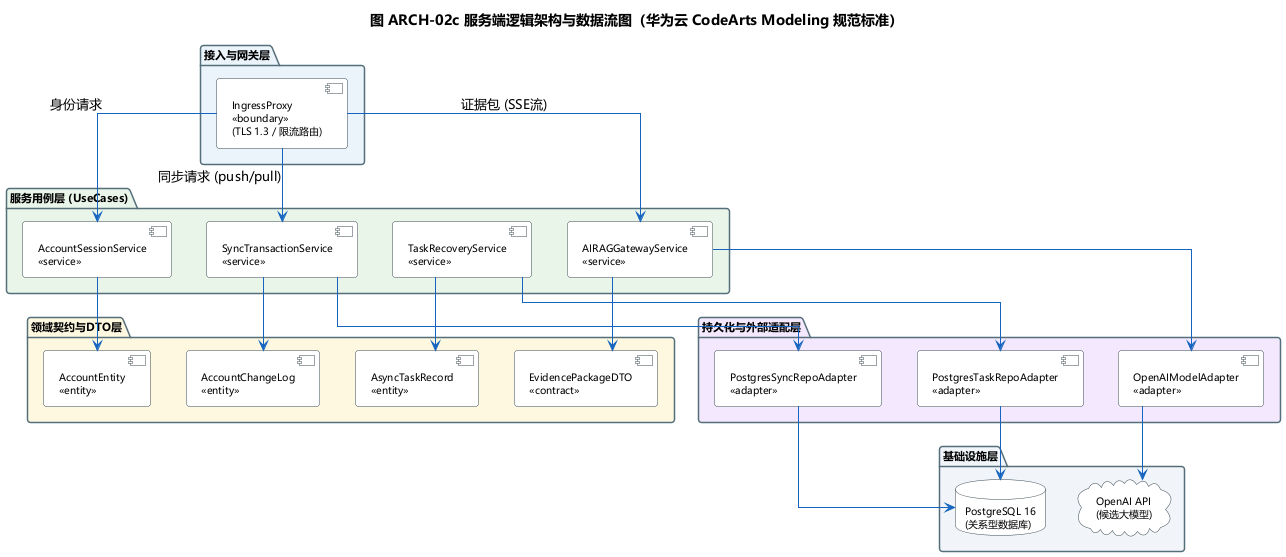 图 ARCH-02c 服务端逻辑架构与数据流图（华为云 CodeArts Modeling 规范标准）
接入与网关层
IngressProxy
«boundary»
(TLS 1.3 / 限流路由)
身份请求
证据包 (SSE流)
同步请求 (push/pull)
服务用例层 (UseCases)
AccountSessionService
«service»
SyncTransactionService
«service»
TaskRecoveryService
«service»
AIRAGGatewayService
«service»
领域契约与DTO层
AccountEntity
«entity»
AccountChangeLog
«entity»
AsyncTaskRecord
«entity»
EvidencePackageDTO
«contract»
持久化与外部适配层
PostgresSyncRepoAdapter
«adapter»
PostgresTaskRepoAdapter
«adapter»
OpenAIModelAdapter
«adapter»
基础设施层
PostgreSQL 16
(关系型数据库)
OpenAI API
(候选大模型)